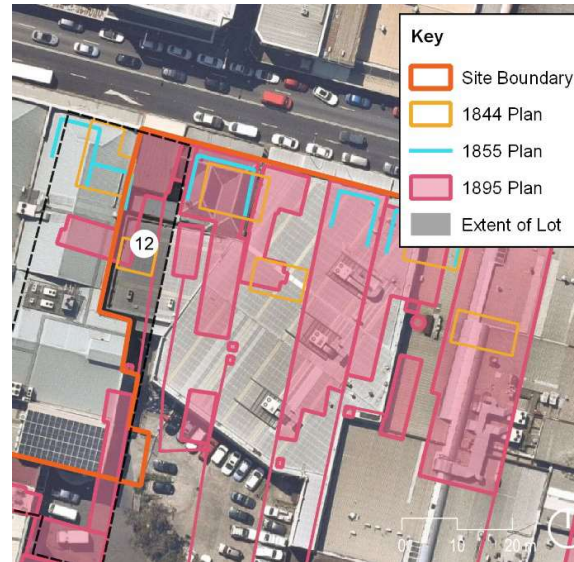 Key
Site Boundary
1844 Plan
1855 Plan
1895 Plan
Extent of Lot
12
0 10 20 m